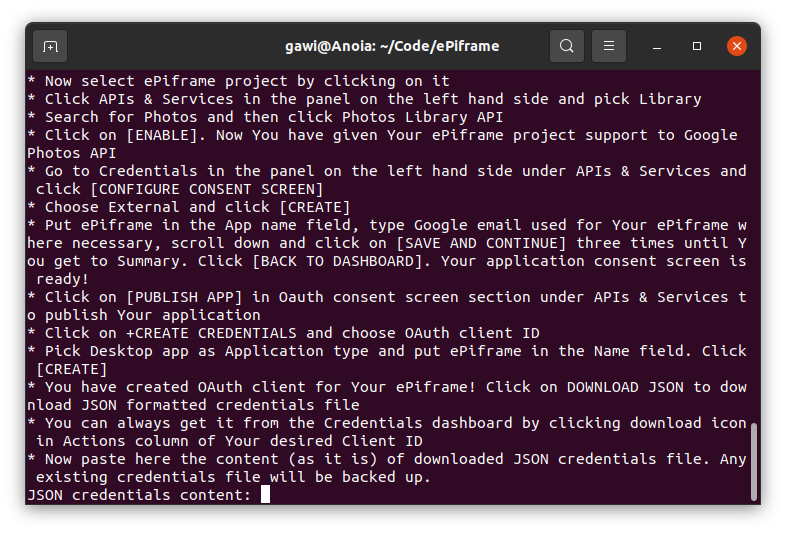 gawi@Anoia: ~/Code/ePiframe
* Now select ePiframe project by clicking on it
* Click APIs & Services in the panel on the left hand side and pick Library
* Search for Photos and then click Photos Library API
* Click on [ENABLE]. Now You have given Your ePiframe project support to Google
Photos API
* Go to Credentials in the panel on the left hand side under APIs & Services and
 click [CONFIGURE CONSENT SCREEN]
* Choose External and click [CREATE]
* Put ePiframe in the App name field, type Google email used for Your ePiframe w
here necessary, scroll down and click on [SAVE AND CONTINUE] three times until Y
ou get to Summary. Click [BACK TO DASHBOARD]. Your application consent screen is
 ready!
* Click on [PUBLISH APP] in Oauth consent screen section under APIs & Services t
o publish Your application
* Click on +CREATE CREDENTIALS and choose OAuth client ID
* Pick Desktop app as Application type and put ePiframe in the Name field. Click
 [CREATE]
* You have created OAuth client for Your ePiframe! Click on DOWNLOAD JSON to dow
nload JSON formatted credentials file
* You can always get it from the Credentials dashboard by clicking download icon
 in Actions column of Your desired Client ID
* Now paste here the content (as it is) of downloaded JSON credentials file. Any
 existing credentials file will be backed up.
JSON credentials content: